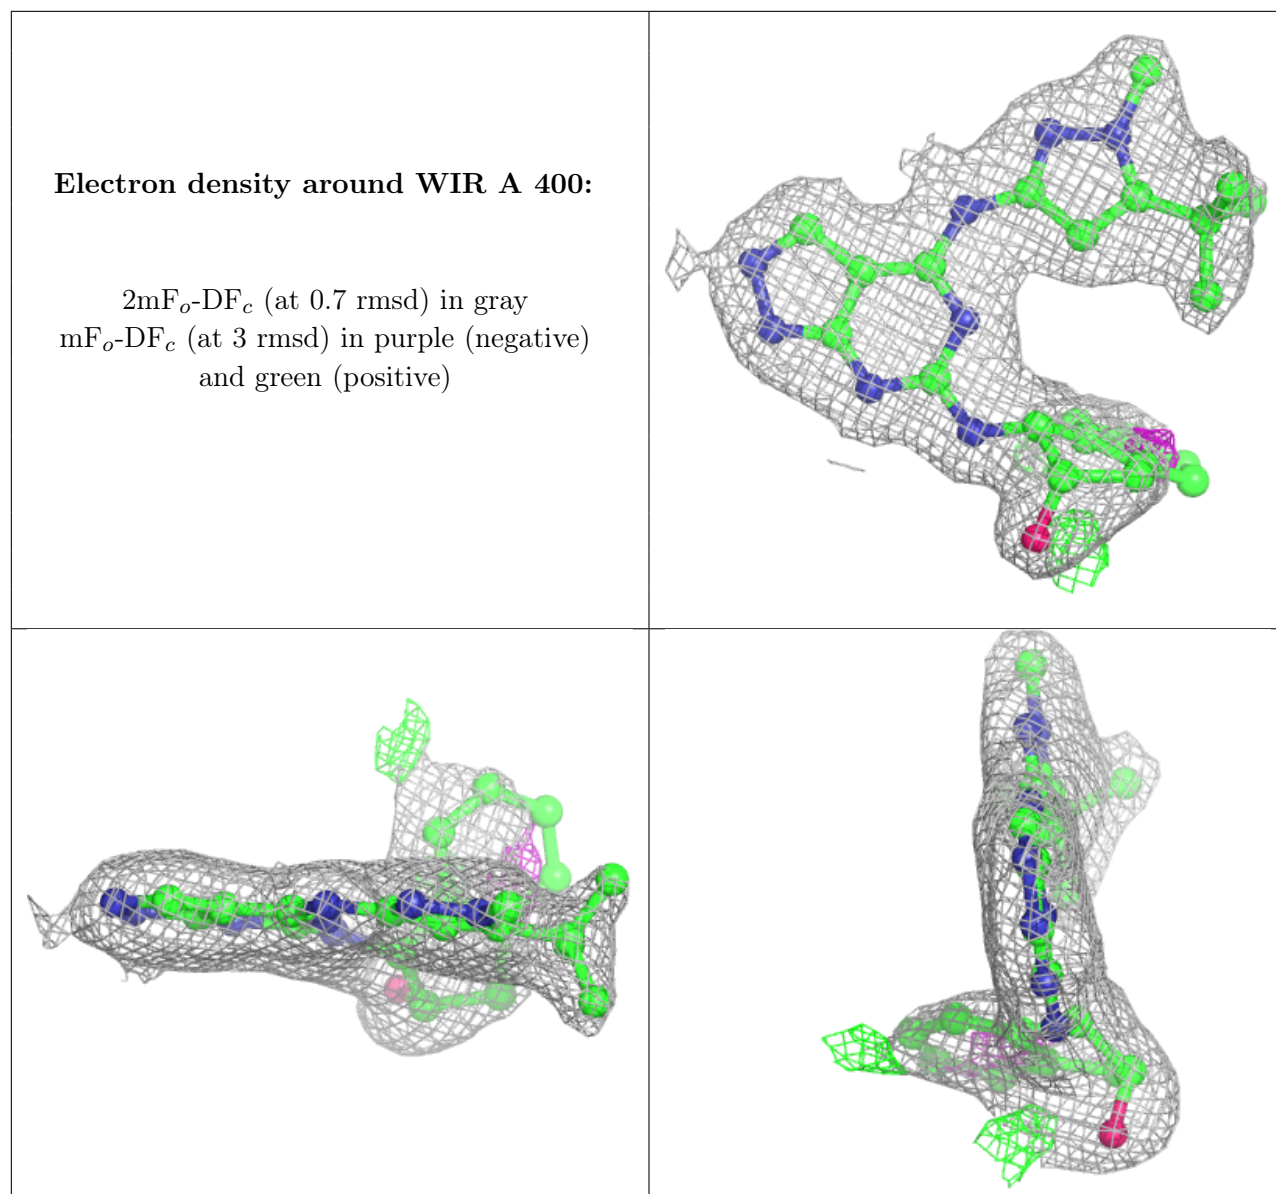 Electron density around WIR A 400:
2mFₒ-DF𝒸 (at 0.7 rmsd) in gray
mFₒ-DF𝒸 (at 3 rmsd) in purple (negative)
and green (positive)